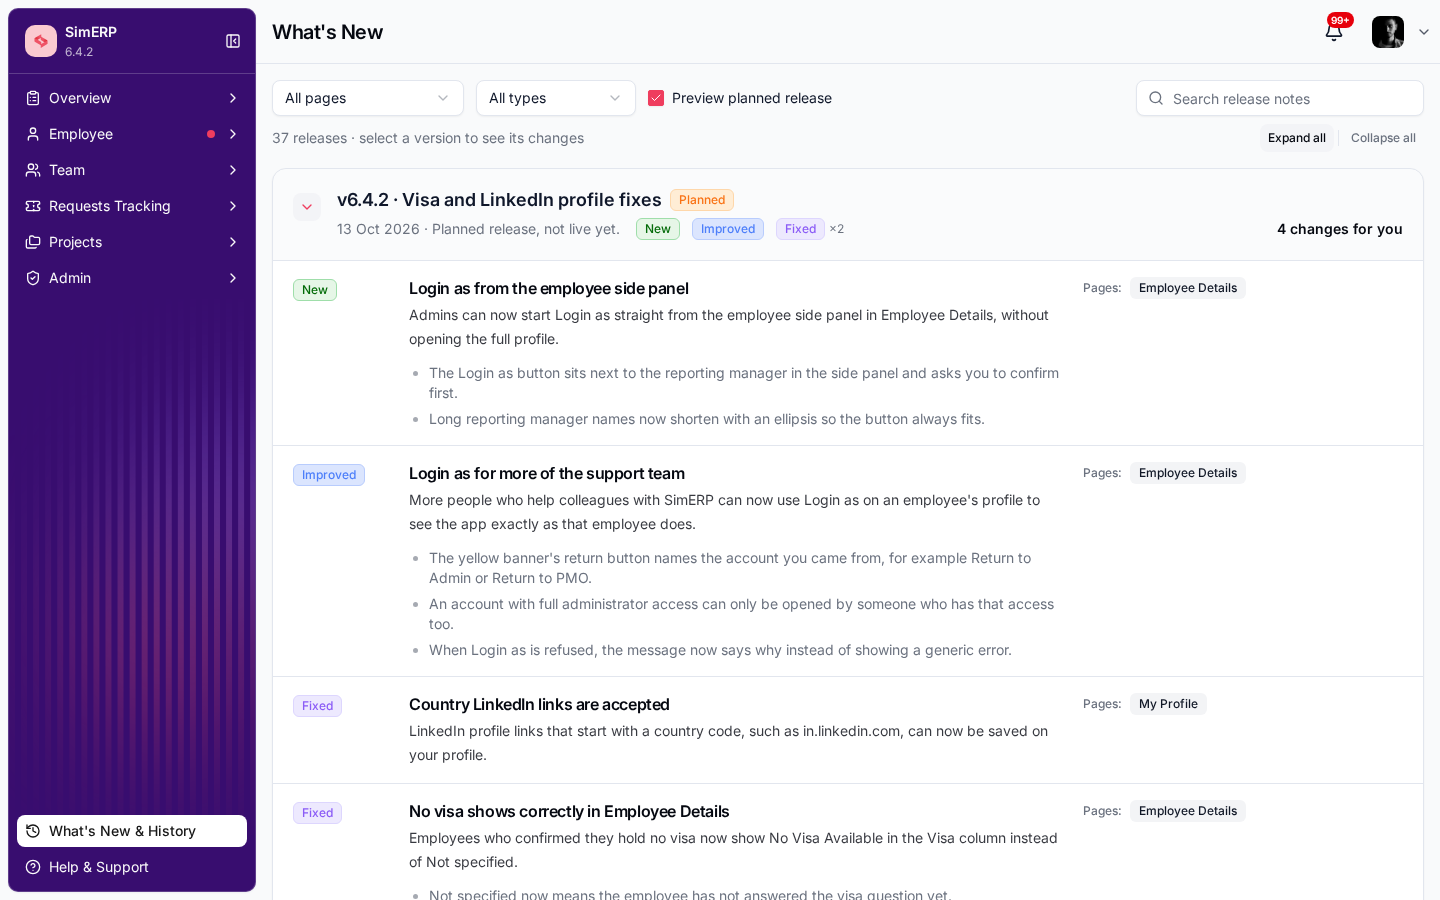 SimERP
6.4.2
Overview
Employee
Team
Requests Tracking
Projects
Admin
What's New & History
Help & Support
What's New
99+
All pages
All types
Preview planned release
Search release notes
37 releases · select a version to see its changes
Expand all
Collapse all
v6.4.2 · Visa and LinkedIn profile fixes Planned
13 Oct 2026 · Planned release, not live yet. New Improved Fixed ×2
4 changes for you
New
Login as from the employee side panel
Pages: Employee Details
Admins can now start Login as straight from the employee side panel in Employee Details, without
opening the full profile.
• The Login as button sits next to the reporting manager in the side panel and asks you to confirm
first.
• Long reporting manager names now shorten with an ellipsis so the button always fits.
Improved
Login as for more of the support team
Pages: Employee Details
More people who help colleagues with SimERP can now use Login as on an employee's profile to
see the app exactly as that employee does.
• The yellow banner's return button names the account you came from, for example Return to
Admin or Return to PMO.
• An account with full administrator access can only be opened by someone who has that access
too.
• When Login as is refused, the message now says why instead of showing a generic error.
Fixed
Country LinkedIn links are accepted
Pages: My Profile
LinkedIn profile links that start with a country code, such as in.linkedin.com, can now be saved on
your profile.
Fixed
No visa shows correctly in Employee Details
Pages: Employee Details
Employees who confirmed they hold no visa now show No Visa Available in the Visa column instead
of Not specified.
• Not specified now means the employee has not answered the visa question yet.